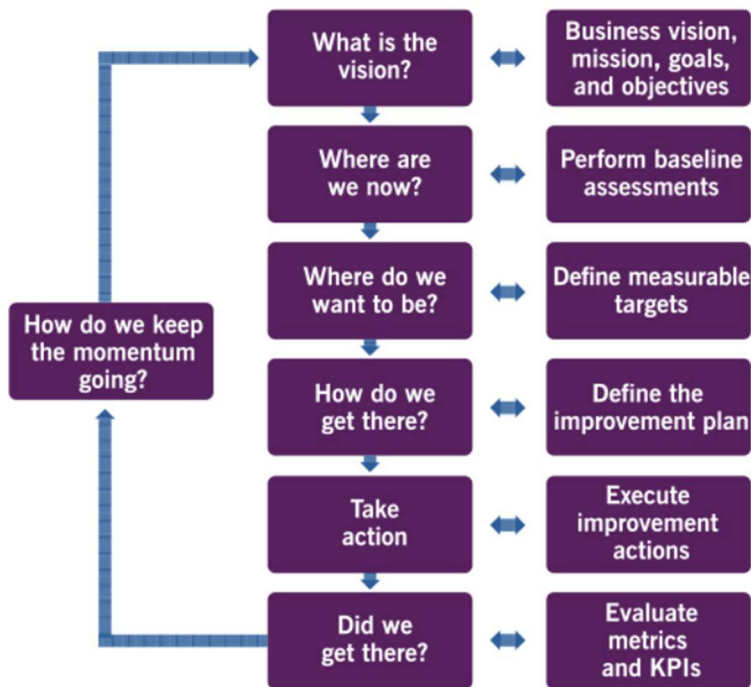 What is the
vision?
Business vision,
mission, goals,
and objectives
Where are
we now?
Perform baseline
assessments
Where do we
want to be?
Define measurable
targets
How do we keep
the momentum
going?
How do we
get there?
Define the
improvement plan
Take
action
Execute
improvement
actions
Did we
get there?
Evaluate
metrics
and KPIs